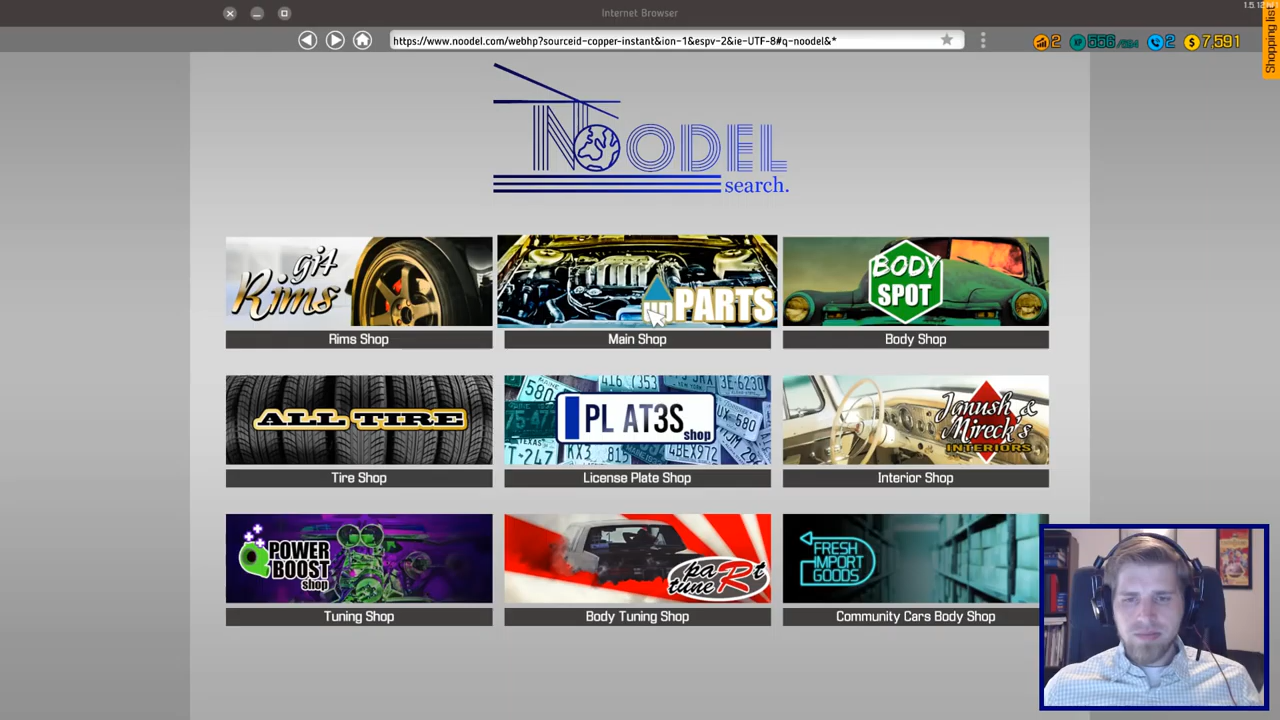 Internet Browser
https://www.noodel.com/webhp?sourceid-copper-instant&ion-1&espv-2&ie-UTF-8#q-noodel&*
2
2
$ 7,591
Shopping list
NOODEL
search.
gi4 Rims
upPARTS
BODY SPOT
Rims Shop
Main Shop
Body Shop
ALL TIRE
PL AT3S
shop
Janush &
Mireck's
INTERIORS
Tire Shop
License Plate Shop
Interior Shop
POWER
BOOST
shop
paRt
tune
FRESH
IMPORT
GOODS
Tuning Shop
Body Tuning Shop
Community Cars Body Shop